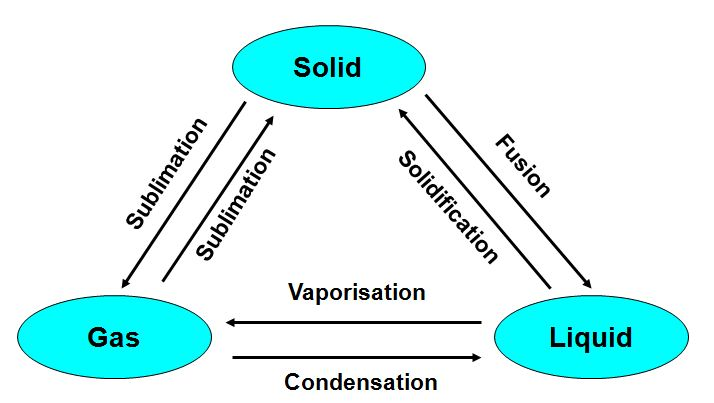 Solid
Sublimation
Sublimation
Solidification
Fusion
Vaporisation
Gas
Liquid
Condensation